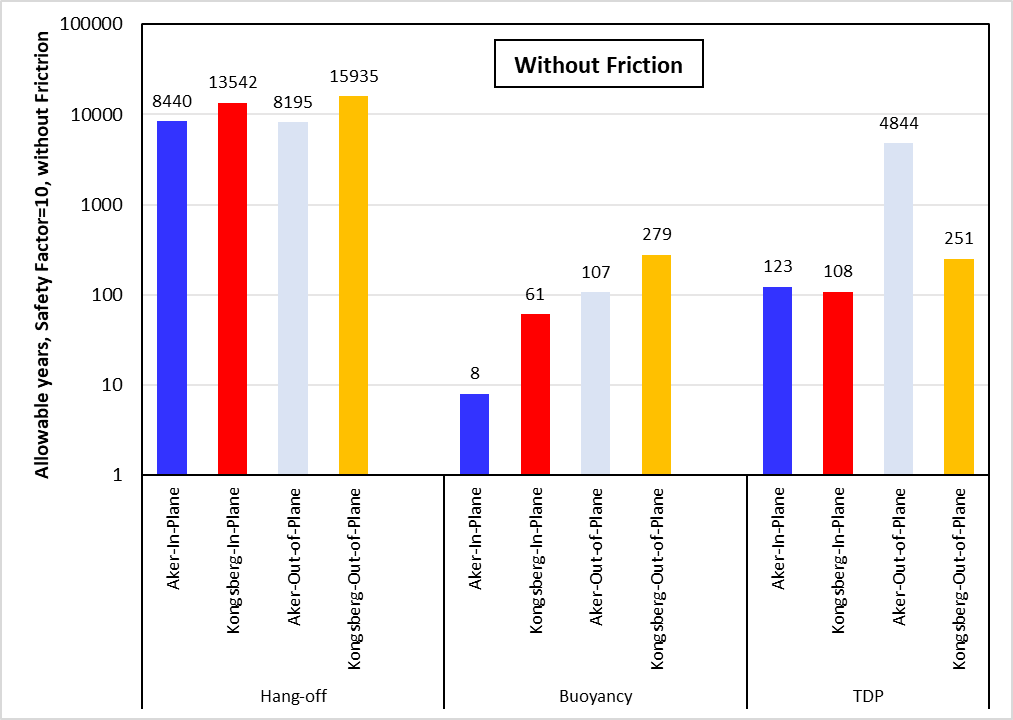 Without Friction
Allowable years, Safety Factor=10, without Frictrion
100000
10000
1000
100
10
1
8440
13542
8195
15935
8
61
107
279
123
108
4844
251
Aker-In-Plane
Kongsberg-In-Plane
Aker-Out-of-Plane
Kongsberg-Out-of-Plane
Aker-In-Plane
Kongsberg-In-Plane
Aker-Out-of-Plane
Kongsberg-Out-of-Plane
Aker-In-Plane
Kongsberg-In-Plane
Aker-Out-of-Plane
Kongsberg-Out-of-Plane
Hang-off
Buoyancy
TDP